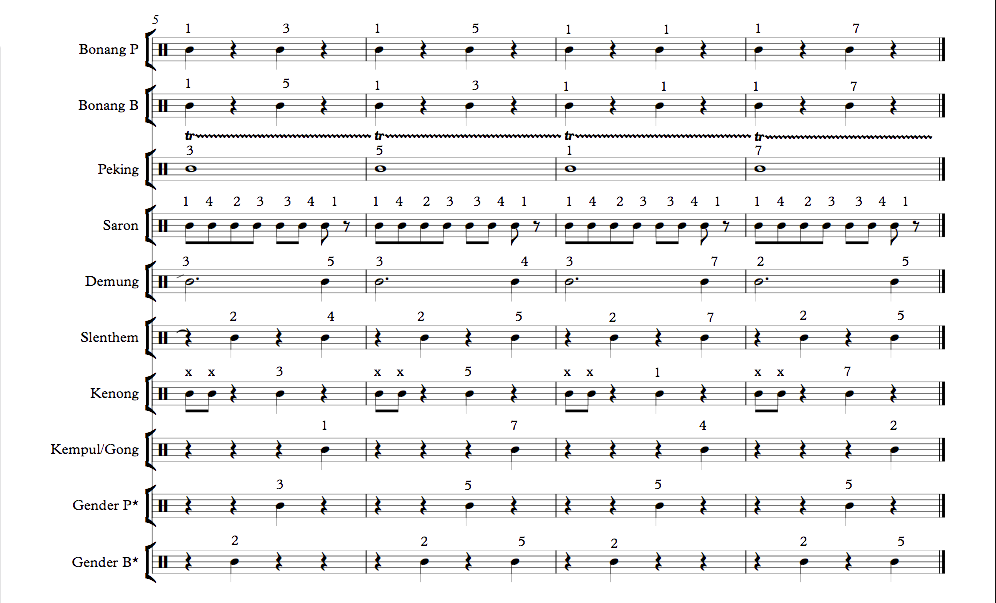 5
1 3 1 5 1 1 1 7
Bonang P
1 5 1 3 1 1 1 7
Bonang B
tr tr tr tr
3 5 1 7
Peking
1 4 2 3 3 4 1 1 4 2 3 3 4 1 1 4 2 3 3 4 1 1 4 2 3 3 4 1
Saron
3 5 3 4 3 7 2 5
Demung
2 4 2 5 2 7 2 5
Slenthem
x x 3 x x 5 x x 1 x x 7
Kenong
1 7 4 2
Kempul/Gong
3 5 5 5
Gender P*
2 2 5 2 2 5
Gender B*